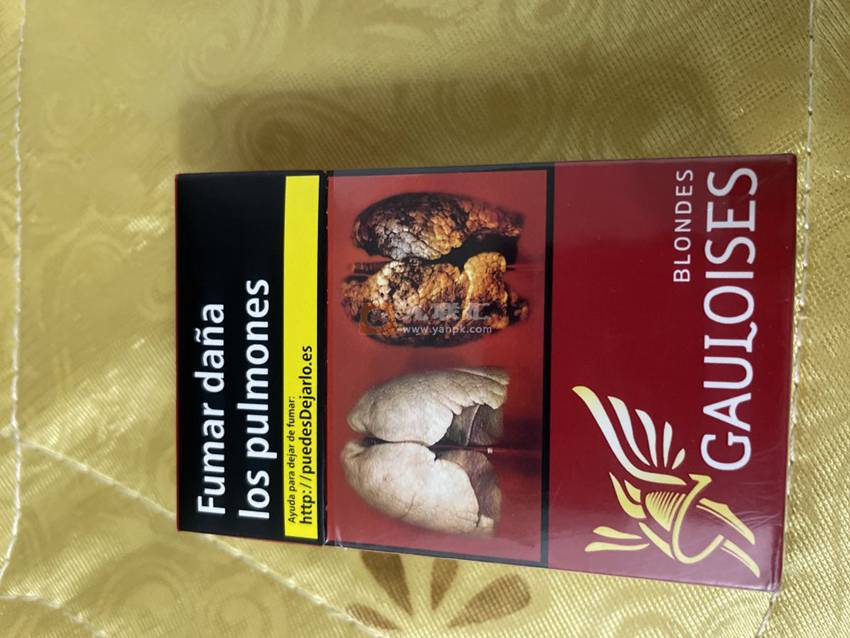 Fumar daña
los pulmones
Ayuda para dejar de fumar:
http://puedesDejarlo.es
www.yanpk.com
BLONDES
GAULOISES